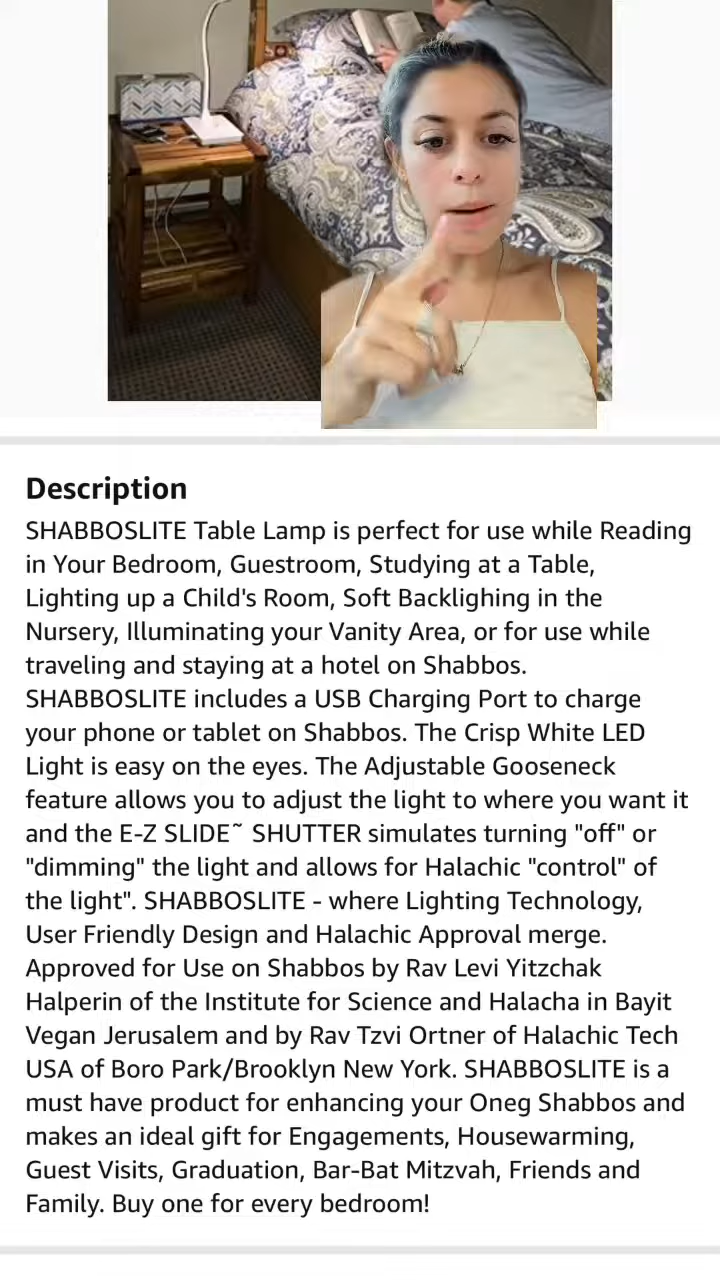 Description
SHABBOSLITE Table Lamp is perfect for use while Reading
in Your Bedroom, Guestroom, Studying at a Table,
Lighting up a Child's Room, Soft Backlighing in the
Nursery, Illuminating your Vanity Area, or for use while
traveling and staying at a hotel on Shabbos.
SHABBOSLITE includes a USB Charging Port to charge
your phone or tablet on Shabbos. The Crisp White LED
Light is easy on the eyes. The Adjustable Gooseneck
feature allows you to adjust the light to where you want it
and the E-Z SLIDE˜ SHUTTER simulates turning "off" or
"dimming" the light and allows for Halachic "control" of
the light". SHABBOSLITE - where Lighting Technology,
User Friendly Design and Halachic Approval merge.
Approved for Use on Shabbos by Rav Levi Yitzchak
Halperin of the Institute for Science and Halacha in Bayit
Vegan Jerusalem and by Rav Tzvi Ortner of Halachic Tech
USA of Boro Park/Brooklyn New York. SHABBOSLITE is a
must have product for enhancing your Oneg Shabbos and
makes an ideal gift for Engagements, Housewarming,
Guest Visits, Graduation, Bar-Bat Mitzvah, Friends and
Family. Buy one for every bedroom!